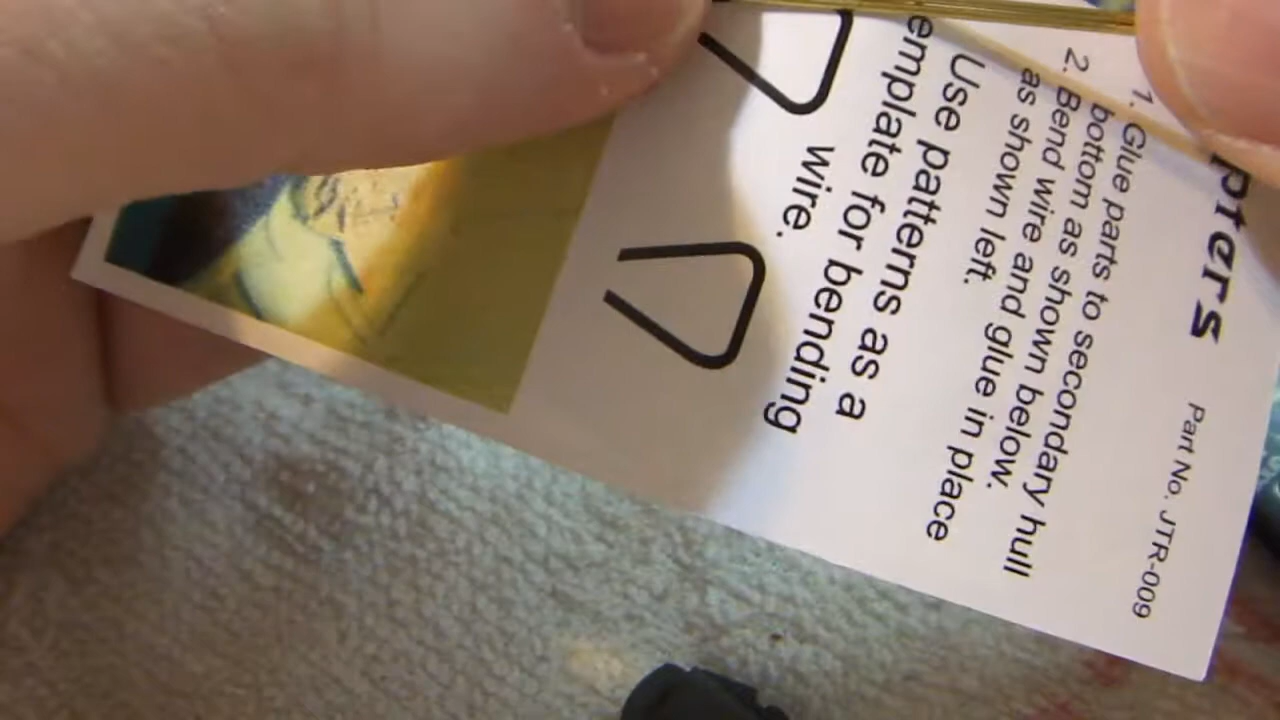 pters Part No. JTR-009
1. Glue parts to secondary hull
bottom as shown below.
2. Bend wire and glue in place
as shown left.
Use patterns as a
emplate for bending
wire.